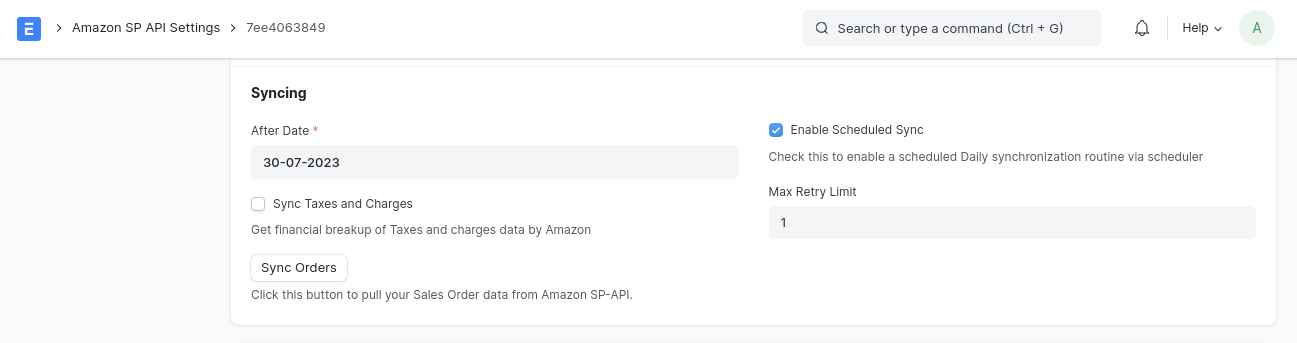 E Amazon SP API Settings 7ee4063849 Search or type a command (Ctrl + G) Help A
Syncing
After Date *
30-07-2023
Sync Taxes and Charges
Get financial breakup of Taxes and charges data by Amazon
Sync Orders
Click this button to pull your Sales Order data from Amazon SP-API.
Enable Scheduled Sync
Check this to enable a scheduled Daily synchronization routine via scheduler
Max Retry Limit
1